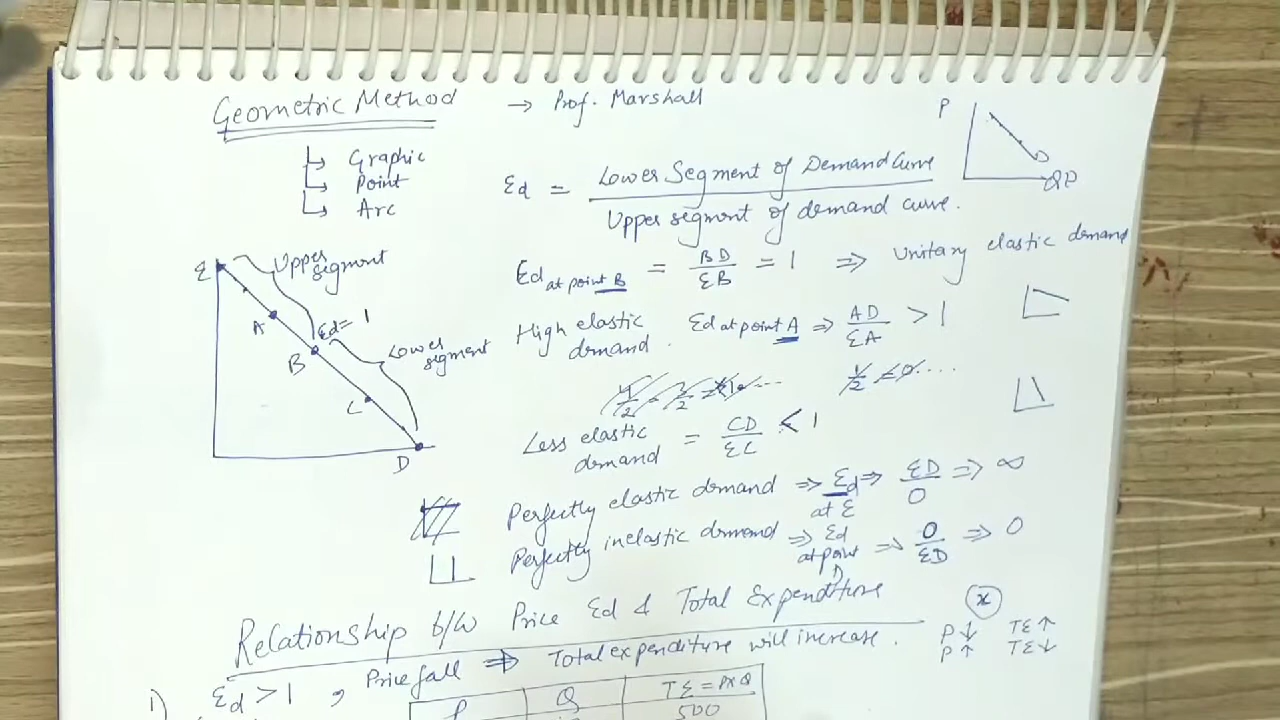 Geometric Method → Prof. Marshall
Graphic
Point
Arc
Ed = Lower Segment of Demand Curve
Upper segment of demand curve.
P
D
QD
E
Upper segment
A
Ed = 1
B
Lower segment
C
D
Ed at point B = BD / EB = 1 ⇒ Unitary elastic demand
High elastic demand. Ed at point A ⇒ AD / EA > 1
Less elastic demand = CD / EC < 1
Perfectly elastic demand ⇒ Ed at E ⇒ ED / 0 ⇒ ∞
Perfectly inelastic demand ⇒ Ed at point D ⇒ 0 / ED ⇒ 0
Relationship b/w Price Ed & Total Expenditure
1) Ed > 1, Price fall ⇒ Total expenditure will increase.
x
P ↓ TE ↑
P ↑ TE ↓
P Q TE = P×Q
500